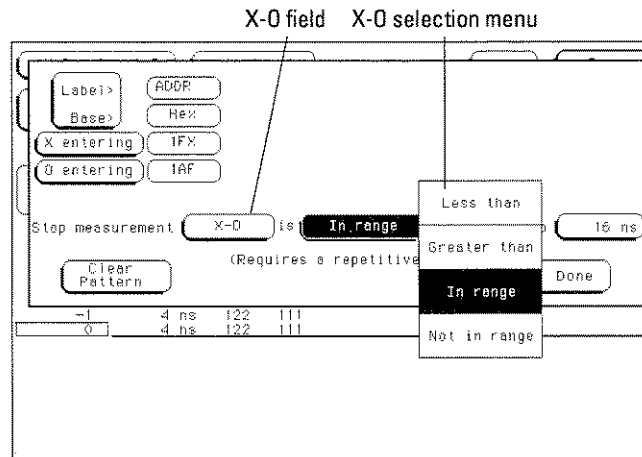 X-O field X-O selection menu
Label> ADDR
Base> Hex
X entering 1FX
O entering 1AF
Less than
Stop measurement X-O is In range 16 ns
Greater than
(Requires a repetitive
Clear Pattern
In range
Done
-1 4 ns 122 111
0 4 ns 122 111
Not in range